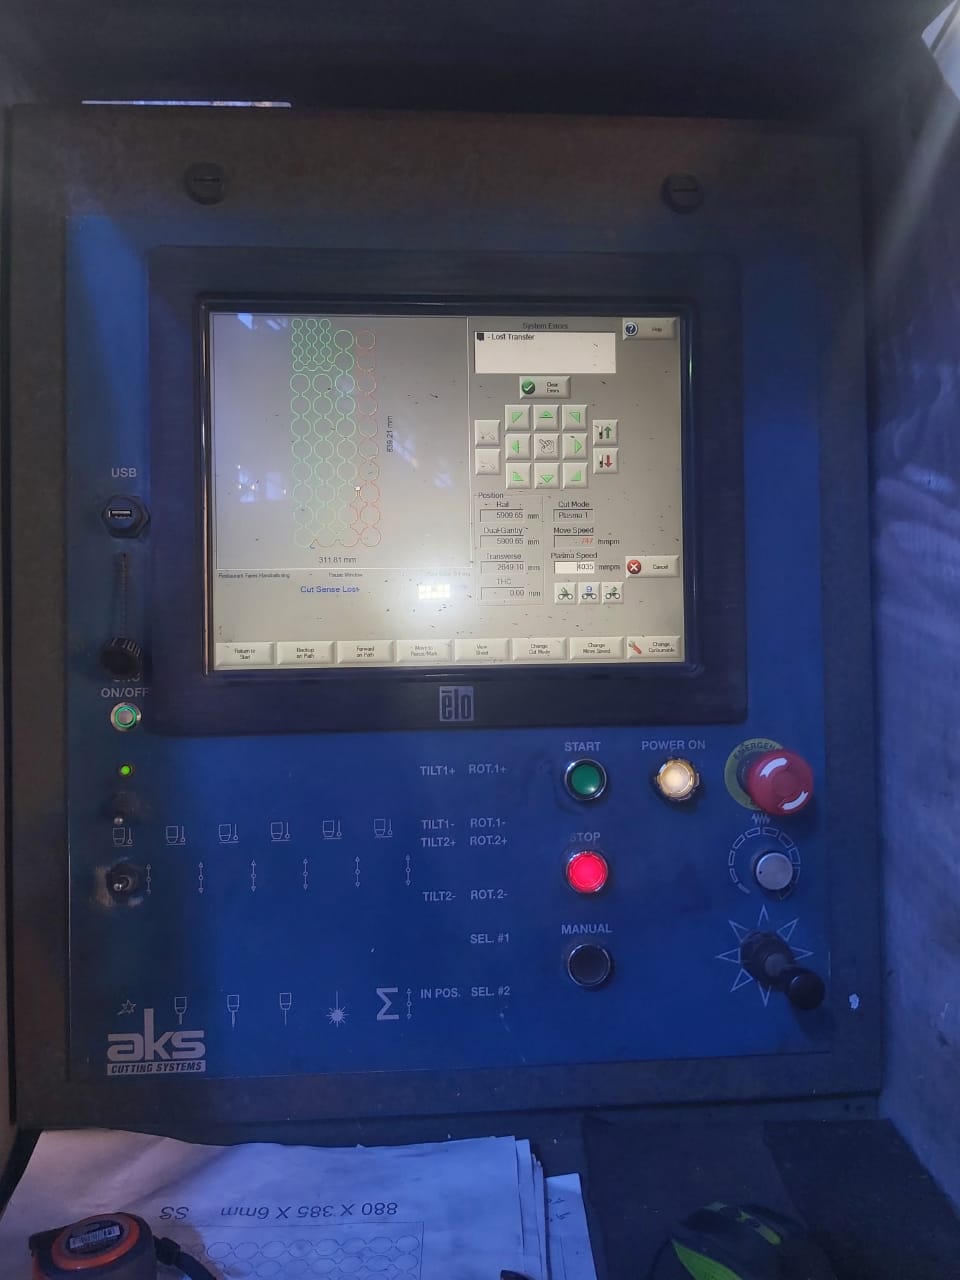 System Errors
- Lost Transfer
Help
Clear
Errors
539.21 mm
311.81 mm
Position
Rail
5909.65 mm
Dual-Gantry
5909.65 mm
Transverse
2649.10 mm
THC
0.00 mm
Cut Mode
Plasma 1
Move Speed
747 mmpm
Plasma Speed
4035 mmpm
Cancel
Pause Window
Cut Sense Lost
Return to
Start
Backup
on Path
Forward
on Path
Move to
View
Sheet
Change
Cut Mode
Change
Move Speed
Change
Consumable
elo
USB
ON/OFF
TILT1+ ROT.1+
TILT1- ROT.1-
TILT2+ ROT.2+
TILT2- ROT.2-
SEL. #1
IN POS. SEL. #2
START
POWER ON
STOP
MANUAL
aks
CUTTING SYSTEMS
880 X 385 X 6mm SS